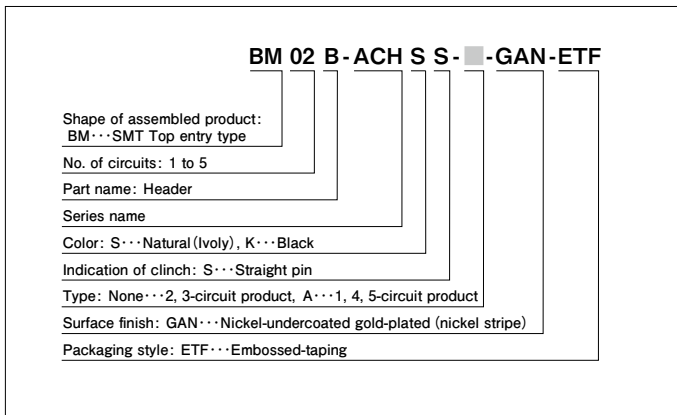 BM 02 B-ACH S S-■-GAN-ETF
Shape of assembled product:
BM···SMT Top entry type
No. of circuits: 1 to 5
Part name: Header
Series name
Color: S···Natural(Ivoly), K···Black
Indication of clinch: S···Straight pin
Type: None···2, 3-circuit product, A···1, 4, 5-circuit product
Surface finish: GAN···Nickel-undercoated gold-plated (nickel stripe)
Packaging style: ETF···Embossed-taping